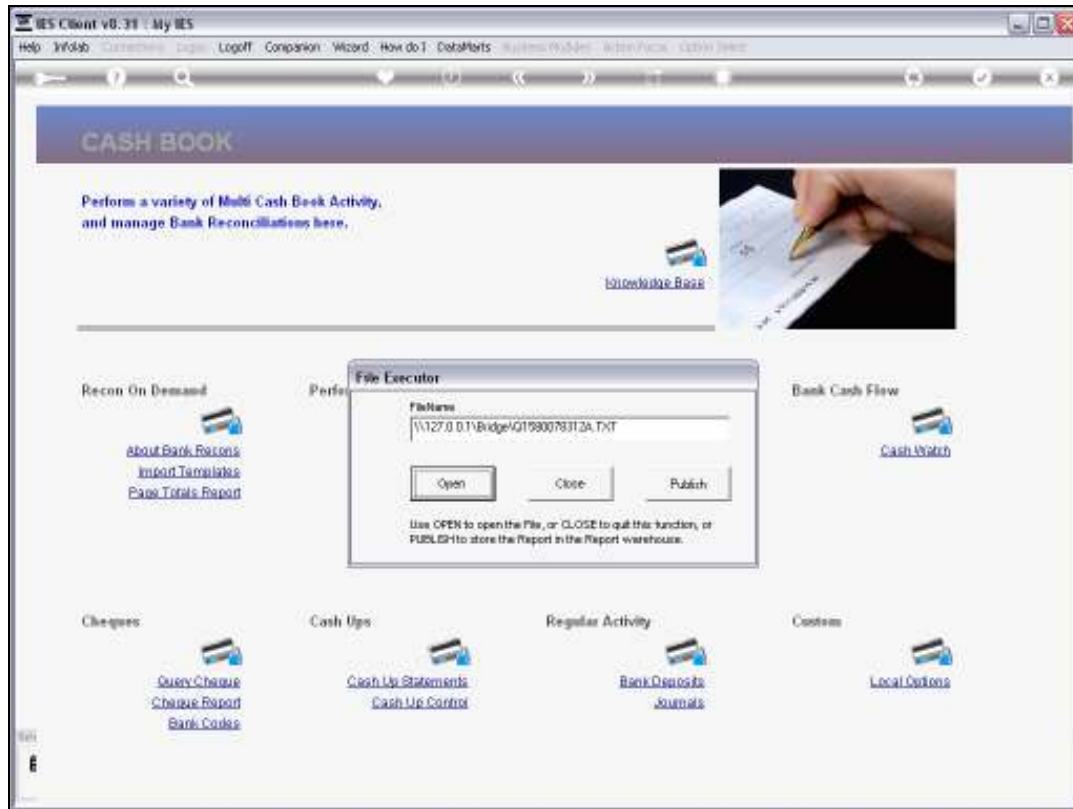 IES Client v8.31 : My IES
Help Infolab Logoff Companion Wizard How do I DataMarts
CASH BOOK
Perform a variety of Multi Cash Book Activity,
and manage Bank Reconciliations here.
Knowledge Base
Recon On Demand
Bank Cash Flow
About Bank Recons
Import Templates
Page Totals Report
Cash Watch
File Executor
FileName
\\127.0.0.1\Bridge\Q1980078312A.TXT
Open Close Publish
Use OPEN to open the File, or CLOSE to quit this function, or
PUBLISH to store the Report in the Report warehouse.
Cheques Cash Ups Regular Activity Custom
Query Cheque Cash Up Statements Bank Deposits Local Options
Cheque Report Cash Up Control Journals
Bank Codes